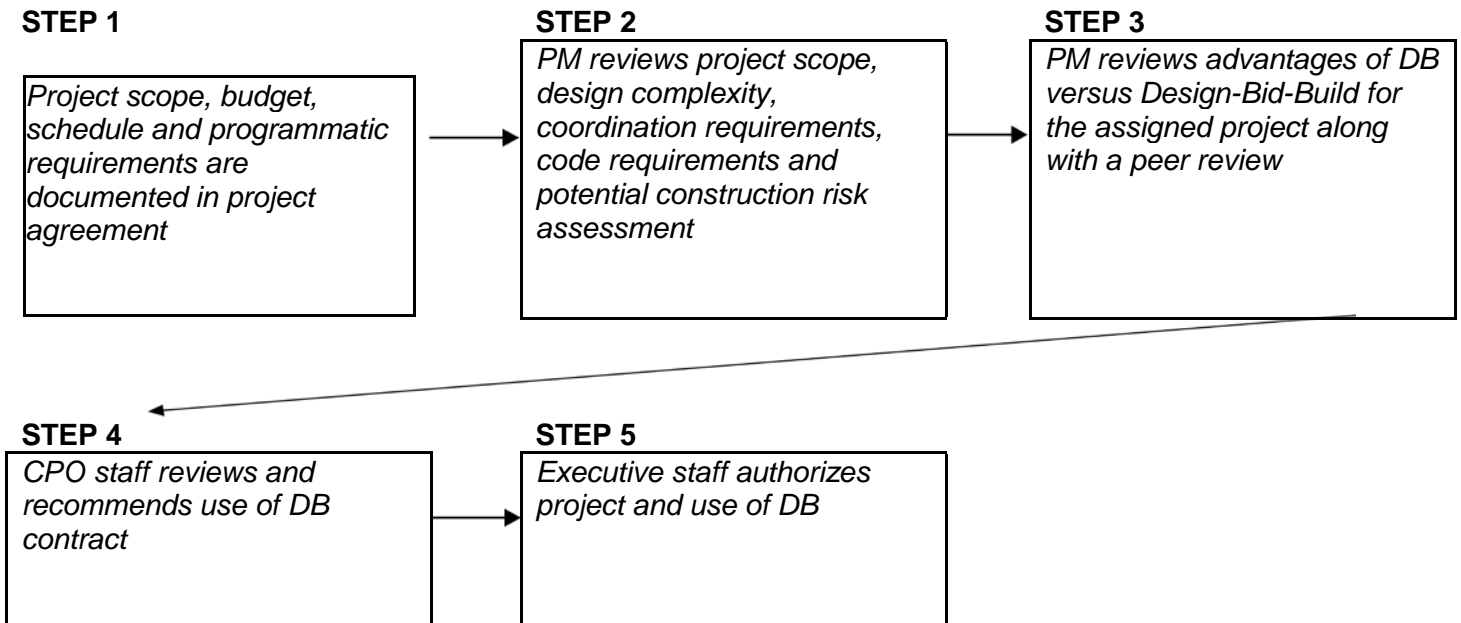 STEP 1
Project scope, budget,
schedule and programmatic
requirements are
documented in project
agreement
STEP 2
PM reviews project scope,
design complexity,
coordination requirements,
code requirements and
potential construction risk
assessment
STEP 3
PM reviews advantages of DB
versus Design-Bid-Build for
the assigned project along
with a peer review
STEP 4
CPO staff reviews and
recommends use of DB
contract
STEP 5
Executive staff authorizes
project and use of DB